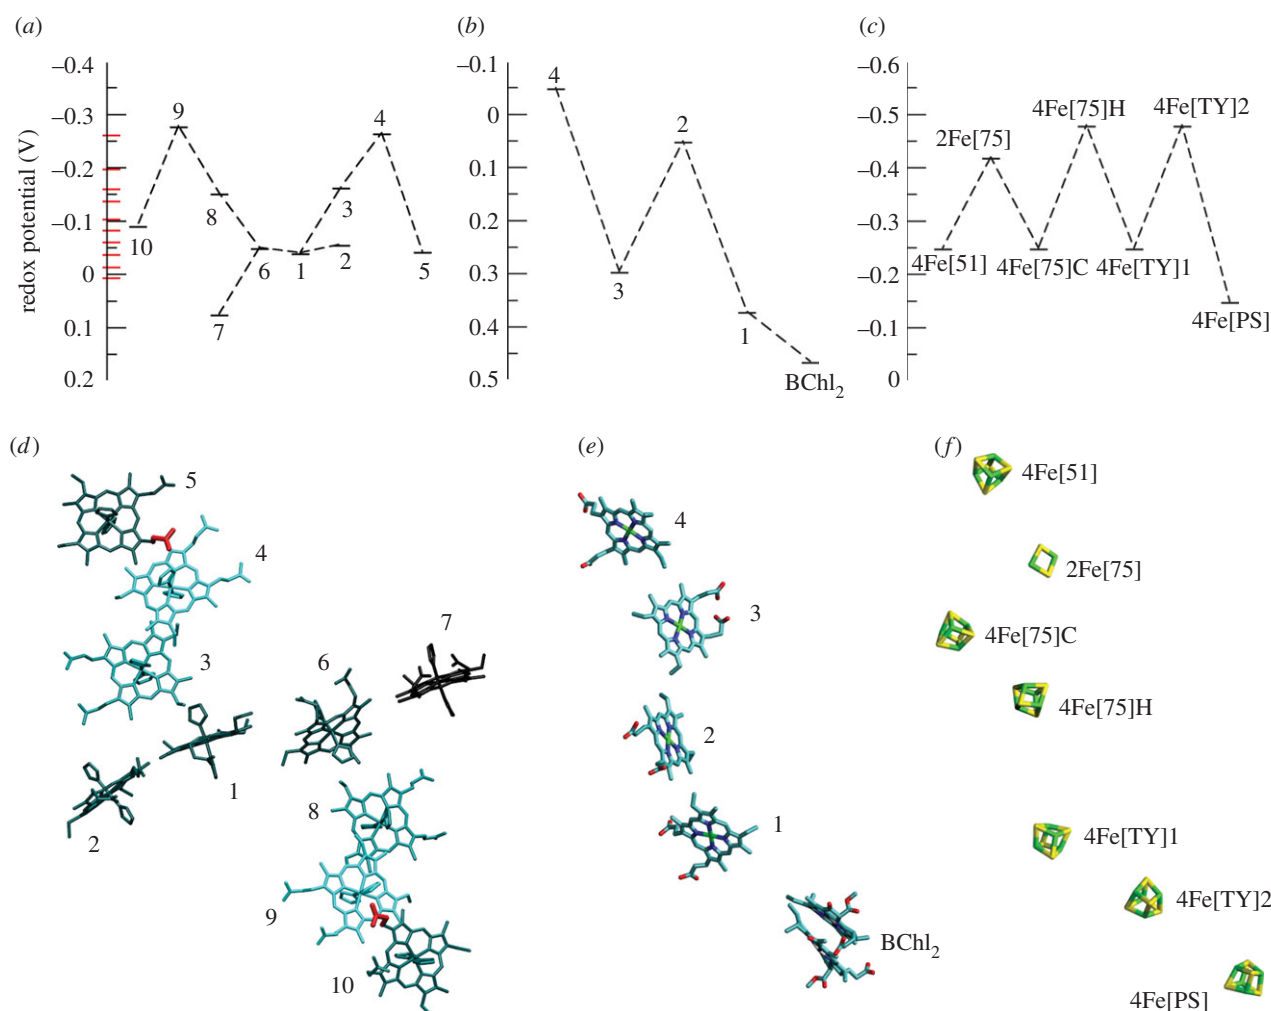 (a)
(b)
(c)
redox potential (V)
–0.4
–0.3
–0.2
–0.1
0
0.1
0.2
9
4
8
3
10
6
1
2
5
7
–0.1
0
0.1
0.2
0.3
0.4
0.5
4
2
3
1
BChl₂
–0.6
–0.5
–0.4
–0.3
–0.2
–0.1
0
4Fe[75]H
4Fe[TY]2
2Fe[75]
4Fe[51]
4Fe[75]C
4Fe[TY]1
4Fe[PS]
(d)
5
4
3
7
6
1
2
8
9
10
(e)
4
3
2
1
BChl₂
(f)
4Fe[51]
2Fe[75]
4Fe[75]C
4Fe[75]H
4Fe[TY]1
4Fe[TY]2
4Fe[PS]